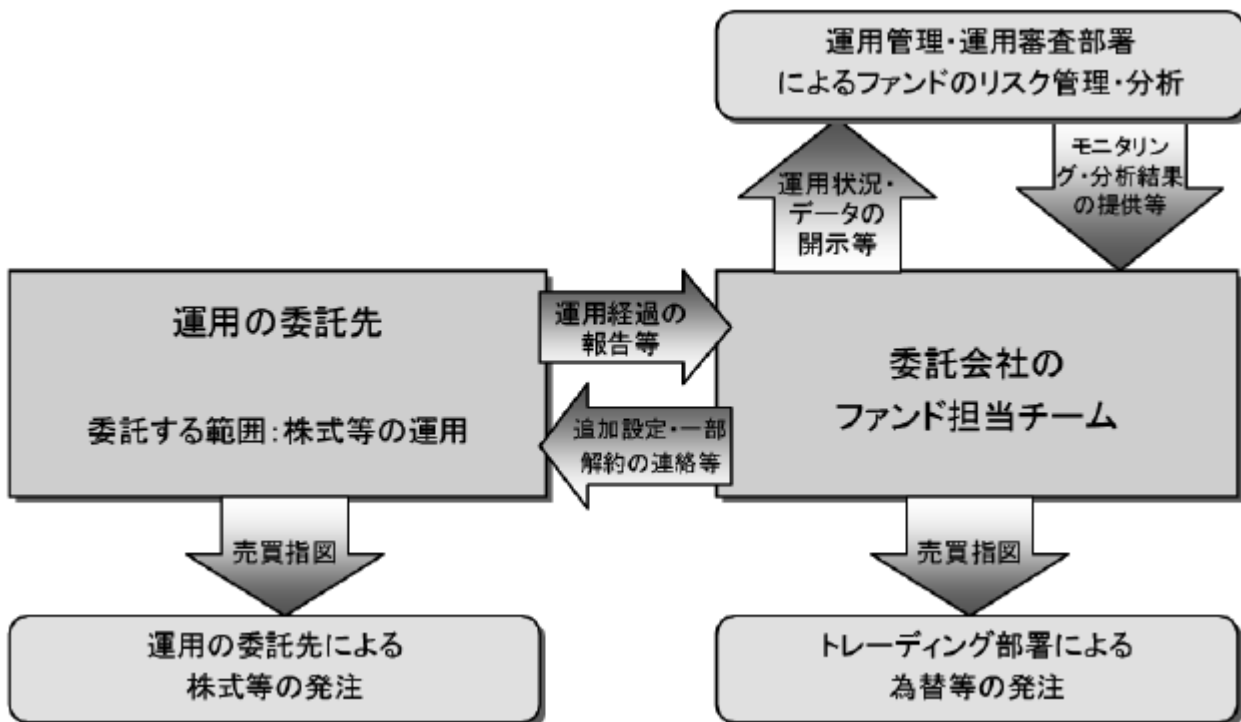 運用管理・運用審査部署
によるファンドのリスク管理・分析
運用状況・
データの
開示等
モニタリン
グ・分析結果
の提供等
運用の委託先
委託する範囲：株式等の運用
運用経過の
報告等
追加設定・一部
解約の連絡等
委託会社の
ファンド担当チーム
売買指図
売買指図
運用の委託先による
株式等の発注
トレーディング部署による
為替等の発注